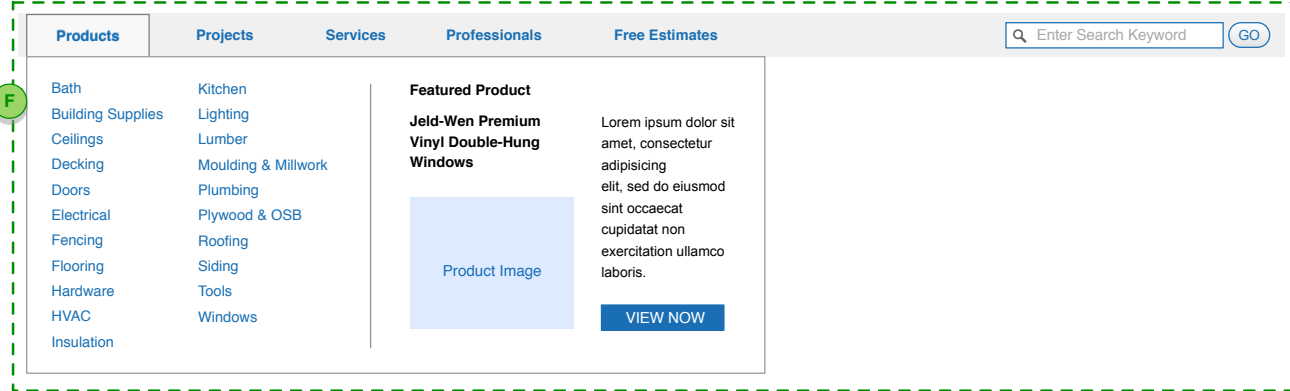 Products
Projects
Services
Professionals
Free Estimates
Enter Search Keyword
GO
F
Bath
Building Supplies
Ceilings
Decking
Doors
Electrical
Fencing
Flooring
Hardware
HVAC
Insulation
Kitchen
Lighting
Lumber
Moulding & Millwork
Plumbing
Plywood & OSB
Roofing
Siding
Tools
Windows
Featured Product
Jeld-Wen Premium
Vinyl Double-Hung
Windows
Product Image
Lorem ipsum dolor sit
amet, consectetur
adipisicing
elit, sed do eiusmod
sint occaecat
cupidatat non
exercitation ullamco
laboris.
VIEW NOW